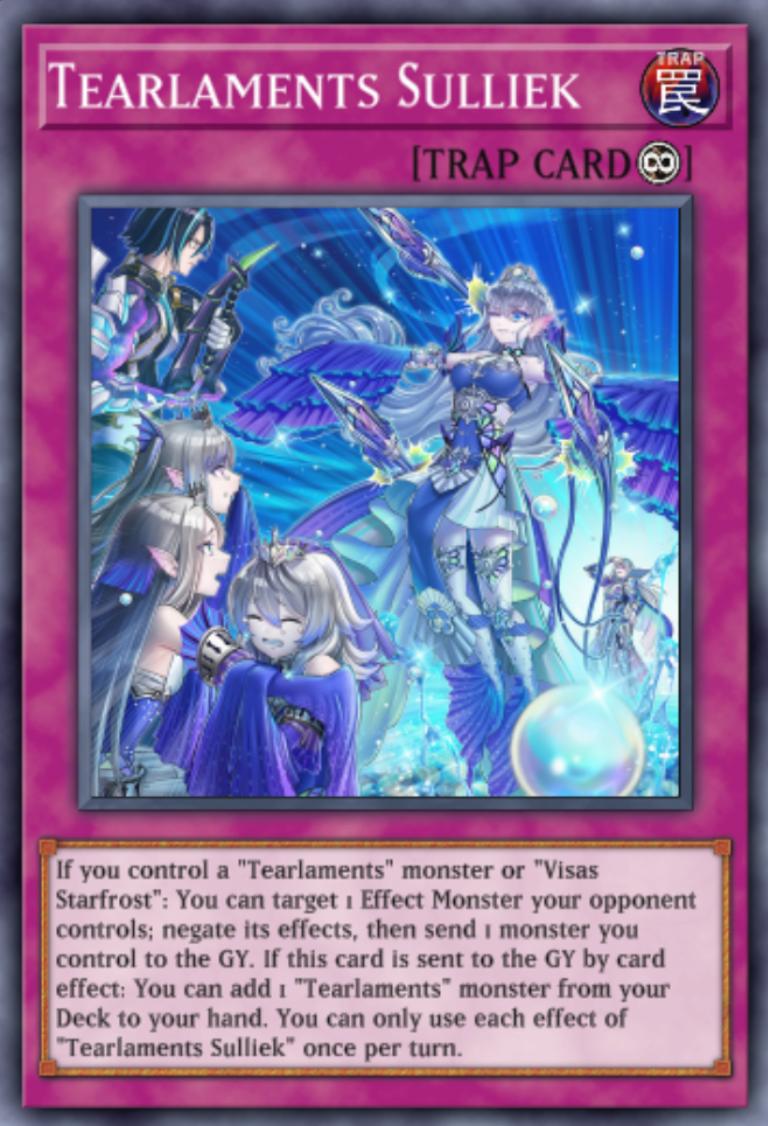 TEARLAMENTS SULLIEK
TRAP
罠
[TRAP CARD]
If you control a "Tearlaments" monster or "Visas
Starfrost": You can target 1 Effect Monster your opponent
controls; negate its effects, then send 1 monster you
control to the GY. If this card is sent to the GY by card
effect: You can add 1 "Tearlaments" monster from your
Deck to your hand. You can only use each effect of
"Tearlaments Sulliek" once per turn.